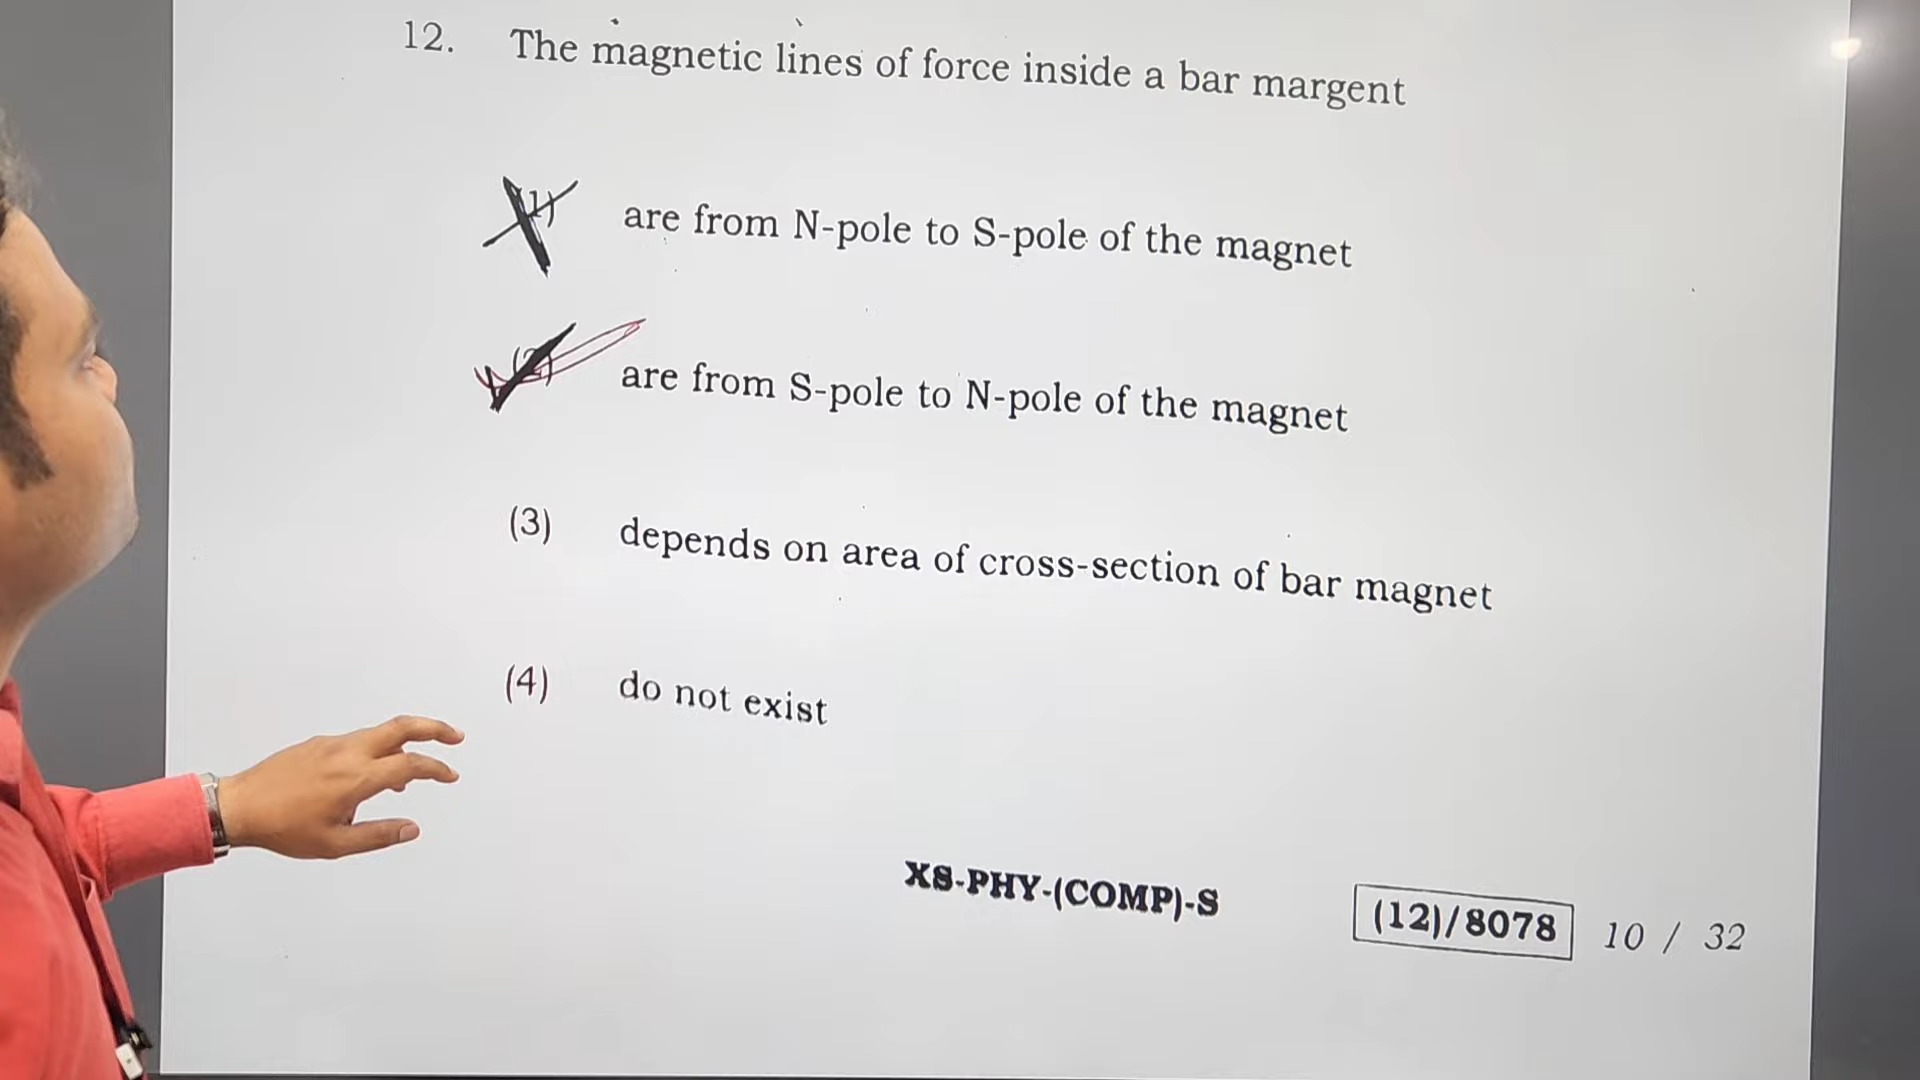 12. The magnetic lines of force inside a bar margent
(1) are from N-pole to S-pole of the magnet
(2) are from S-pole to N-pole of the magnet
(3) depends on area of cross-section of bar magnet
(4) do not exist
XS-PHY-(COMP)-S (12)/8078 10 / 32